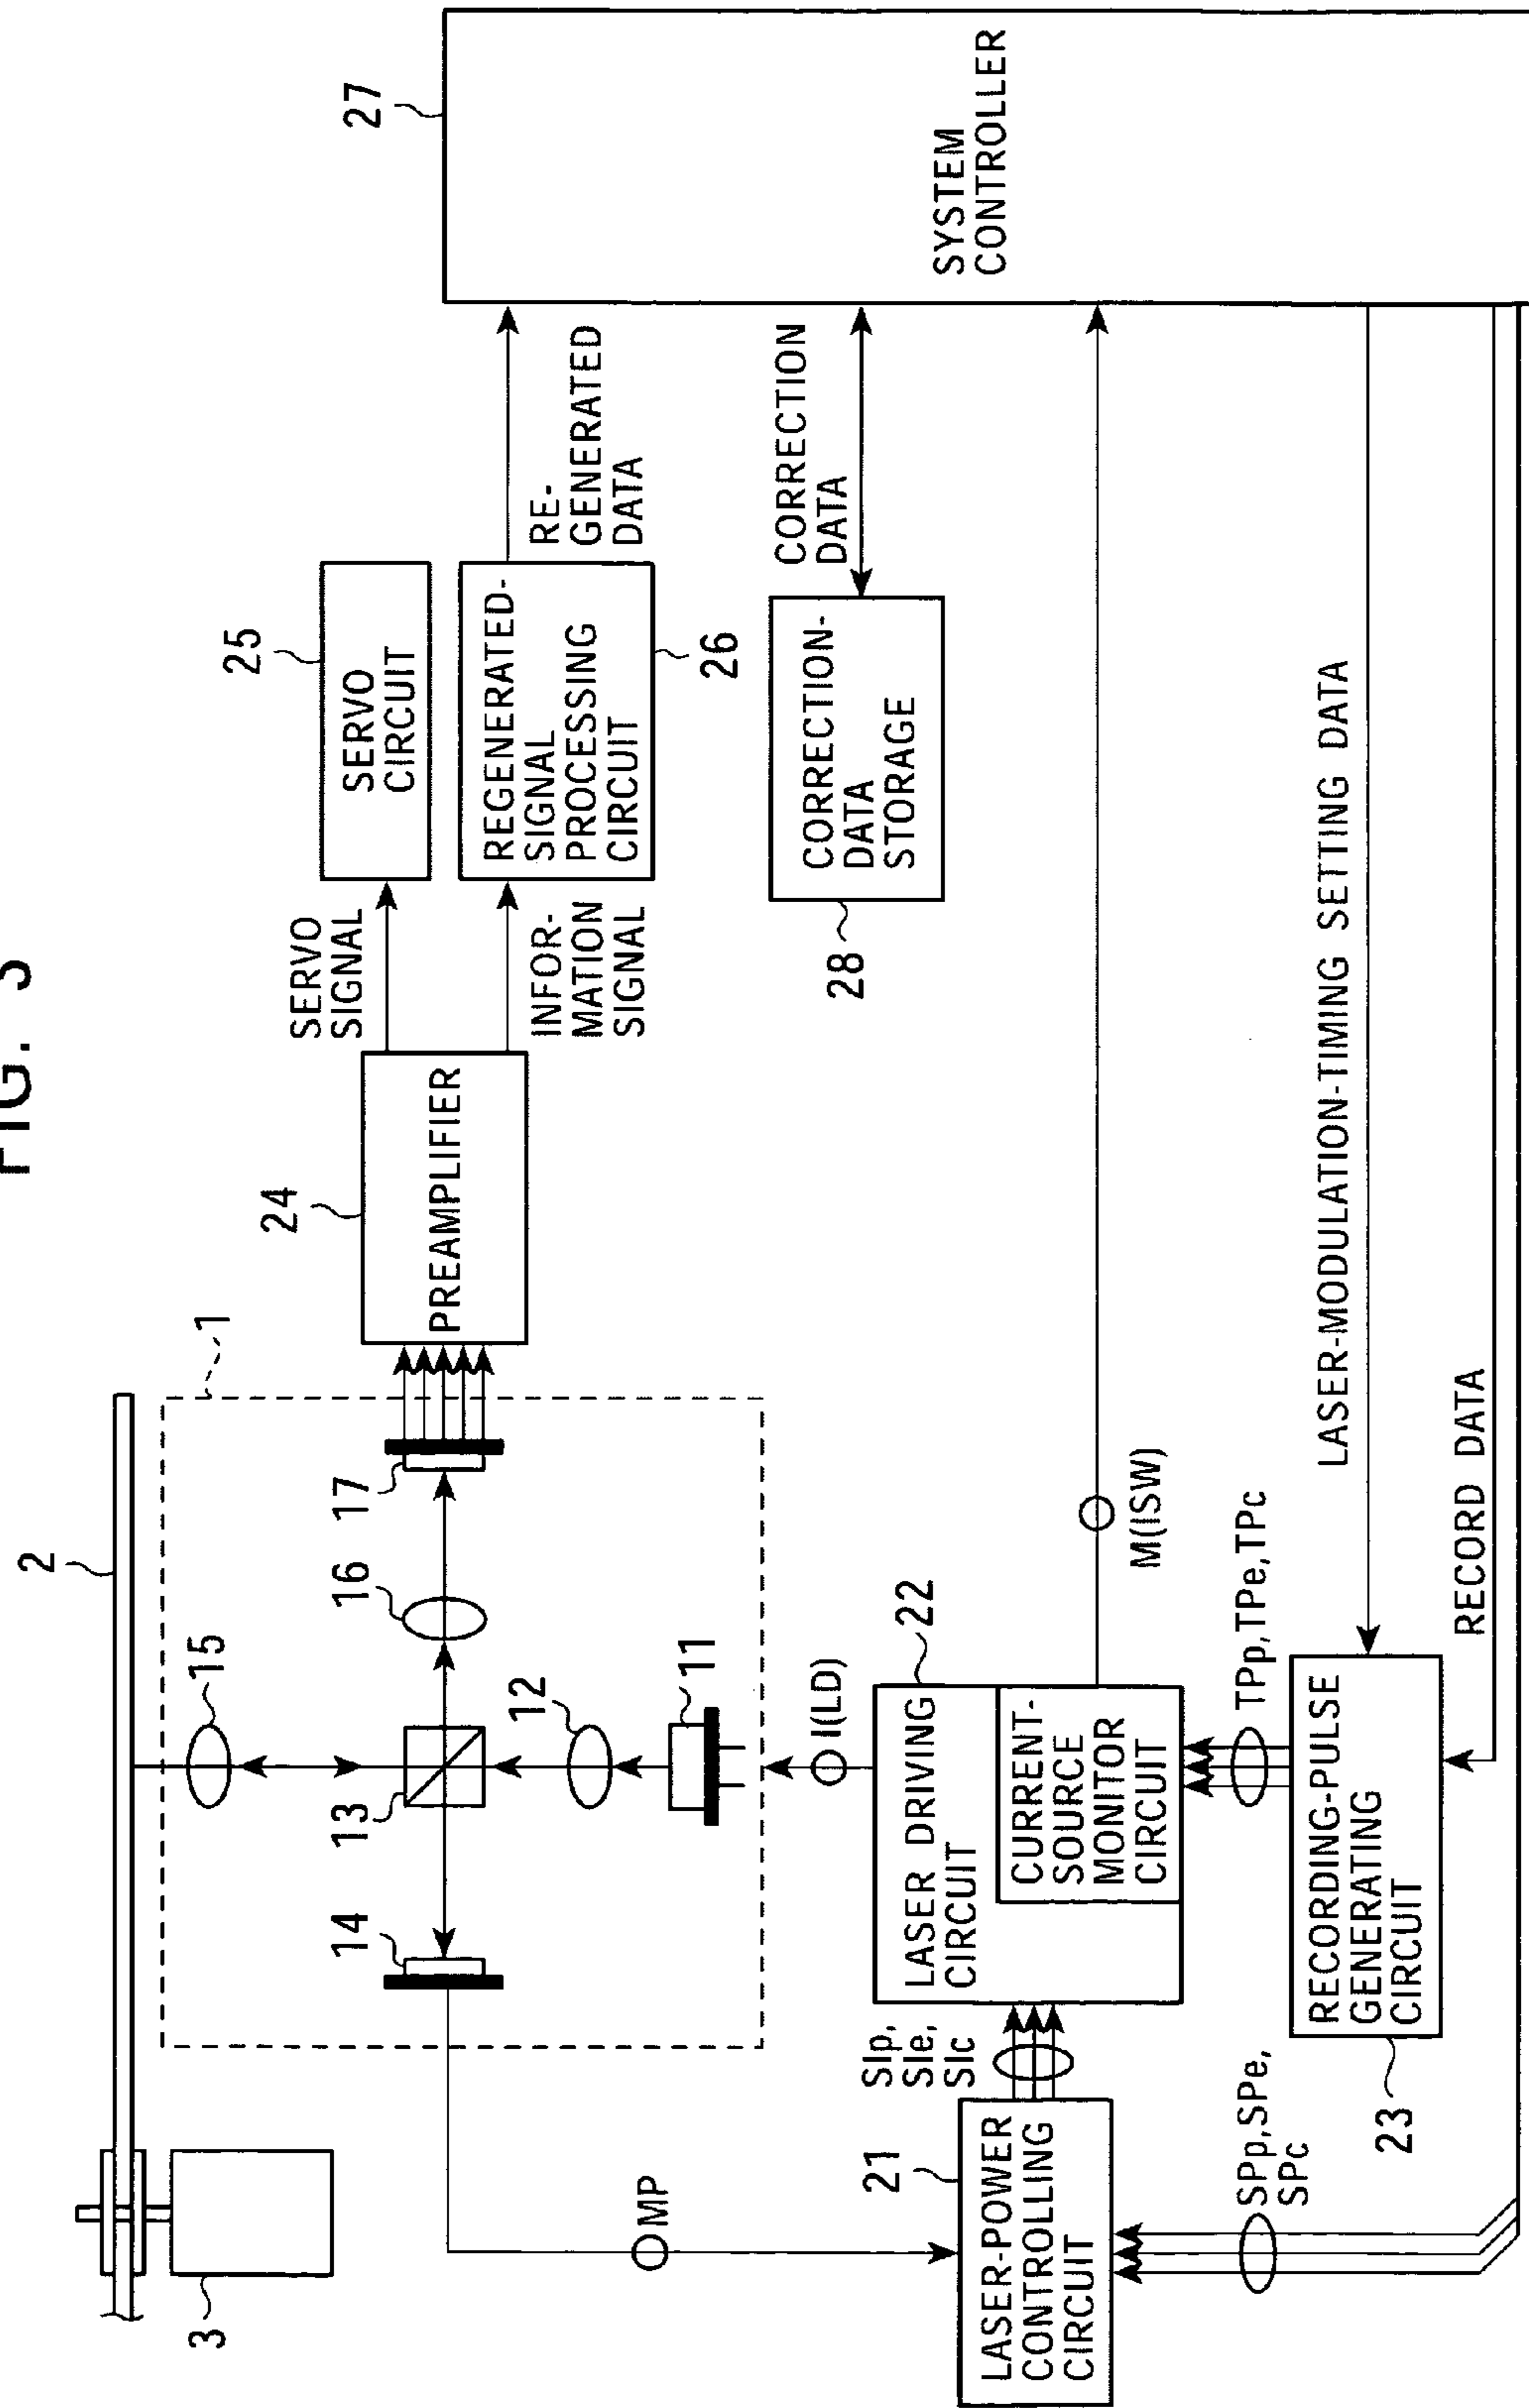 FIG. 3
2
3
1
15
16
17
13
14
12
11
24
PREAMPLIFIER
SERVO
SIGNAL
INFOR-
MATION
SIGNAL
25
SERVO
CIRCUIT
REGENERATED-
SIGNAL
PROCESSING
CIRCUIT
26
RE-
GENERATED
DATA
27
SYSTEM
CONTROLLER
CORRECTION-
DATA
STORAGE
28
CORRECTION
DATA
MP
I(LD)
22
LASER DRIVING
CIRCUIT
CURRENT-
SOURCE
MONITOR
CIRCUIT
M(ISW)
SIp,
SIe,
SIc
21
LASER-POWER
CONTROLLING
CIRCUIT
TPp,TPe,TPc
RECORDING-PULSE
GENERATING
CIRCUIT
23
SPp,SPe,
SPc
LASER-MODULATION-TIMING SETTING DATA
RECORD DATA